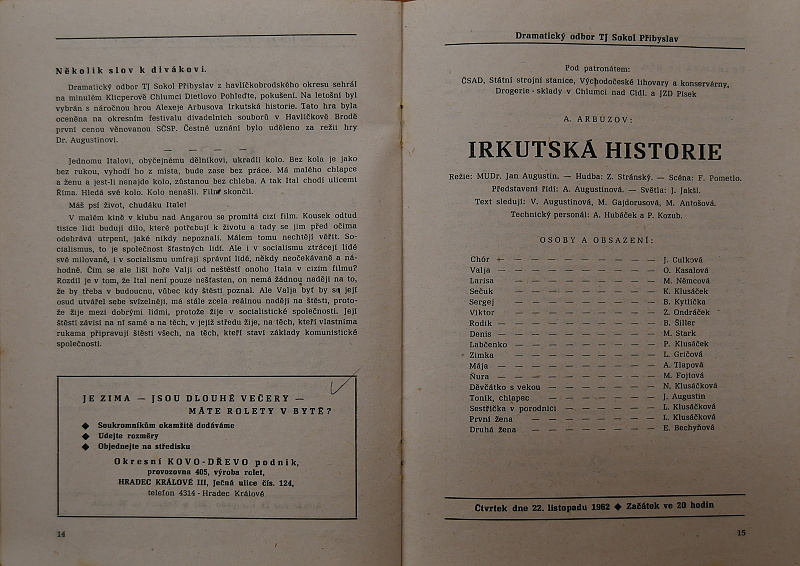 Několik slov k divákovi.
Dramatický odbor TJ Sokol Přibyslav z havlíčkobrodského okresu sehrál
na minulém Klicperově Chlumci Dietlovo Pohleďte, pokušení. Na letošní byl
vybrán s náročnou hrou Alexeje Arbusova Irkutská historie. Tato hra byla
oceněna na okresním festivalu divadelních souborů v Havlíčkově Brodě
první cenou věnovanou SČSP. Čestné uznání bylo uděleno za režii hry
Dr. Augustinovi.
— — — —
Jednomu Italovi, obyčejnému dělníkovi, ukradli kolo. Bez kola je jako
bez rukou, vyhodí ho z místa, bude zase bez práce. Má malého chlapce
a ženu a jest-li nenajde kolo, zůstanou bez chleba. A tak Ital chodí ulicemi
Říma. Hledá své kolo. Kolo nenašli. Film skončil.
Máš psí život, chudáku Itale!
V malém kině v klubu nad Angarou se promítá cizí film. Kousek odtud
tisíce lidí budují dílo, které potřebují k životu a tady se jim před očima
odehrává utrpení, jaké nikdy nepoznali. Málem tomu nechtějí věřit. So-
cialismus, to je společnost šťastných lidí. Ale i v socialismu ztrácejí lidé
své milované, i v socialismu umírají správní lidé, někdy neočekávaně a ná-
hodně. Čím se ale liší hoře Valji od neštěstí onoho Itala v cizím filmu?
Rozdíl je v tom, že Ital není pouze nešťasten, on nemá žádnou naději na to,
že by třeba v budoucnu, vůbec kdy štěstí poznal. Ale Valja byť by si její
osud utvářel sebe svízelněji, má stále zcela reálnou naději na štěstí, proto-
že žije mezi dobrými lidmi, protože žije v socialistické společnosti. Její
štěstí závisí na ní samé a na těch, v jejíž středu žije, na těch, kteří vlastníma
rukama připravují štěstí všech, na těch, kteří staví základy komunistické
společnosti.
JE ZIMA — JSOU DLOUHÉ VEČERY —
MÁTE ROLETY V BYTĚ?
◆ Soukromníkům okamžitě dodáváme
◆ Udejte rozměry
◆ Objednejte na středisku
Okresní KOVO-DŘEVO podnik,
provozovna 405, výroba rolet,
HRADEC KRÁLOVÉ III, Ječná ulice čís. 124,
telefon 4314 - Hradec Králové
14
Dramatický odbor TJ Sokol Přibyslav
Pod patronátem:
ČSAD, Státní strojní stanice, Východočeské lihovary a konservárny,
Drogerie - sklady v Chlumci nad Cidl. a JZD Písek
A. ARBUZOV:
IRKUTSKÁ HISTORIE
Režie: MUDr. Jan Augustin. — Hudba: Z. Stránský. — Scéna: F. Pometlo.
Představení řídí: A. Augustinová. — Světla: J. Jakši.
Text sledují: V. Augustinová, M. Gajdorusová, M. Antošová.
Technický personál: A. Hubáček a P. Kozub.
OSOBY A OBSAZENÍ:
Chór — — — — — — — — — — J. Culková
Valja — — — — — — — — — — O. Kasalová
Larisa — — — — — — — — — — M. Němcová
Sečuk — — — — — — — — — — K. Klusáček
Sergej — — — — — — — — — — B. Kytlička
Viktor — — — — — — — — — — Z. Ondráček
Rodik — — — — — — — — — — B. Šiller
Denis — — — — — — — — — — M. Stark
Labčenko — — — — — — — — — P. Klusáček
Zimka — — — — — — — — — — L. Gričová
Mája — — — — — — — — — — A. Tlapová
Ňura — — — — — — — — — — M. Fojtová
Děvčátko s vekou — — — — — — — N. Klusáčková
Toník, chlapec — — — — — — — — J. Augustin
Sestřička v porodnici — — — — — — L. Klusáčková
První žena — — — — — — — — L. Klusáčková
Druhá žena — — — — — — — — E. Bechyňová
Čtvrtek dne 22. listopadu 1962 ◆ Začátek ve 20 hodin
15